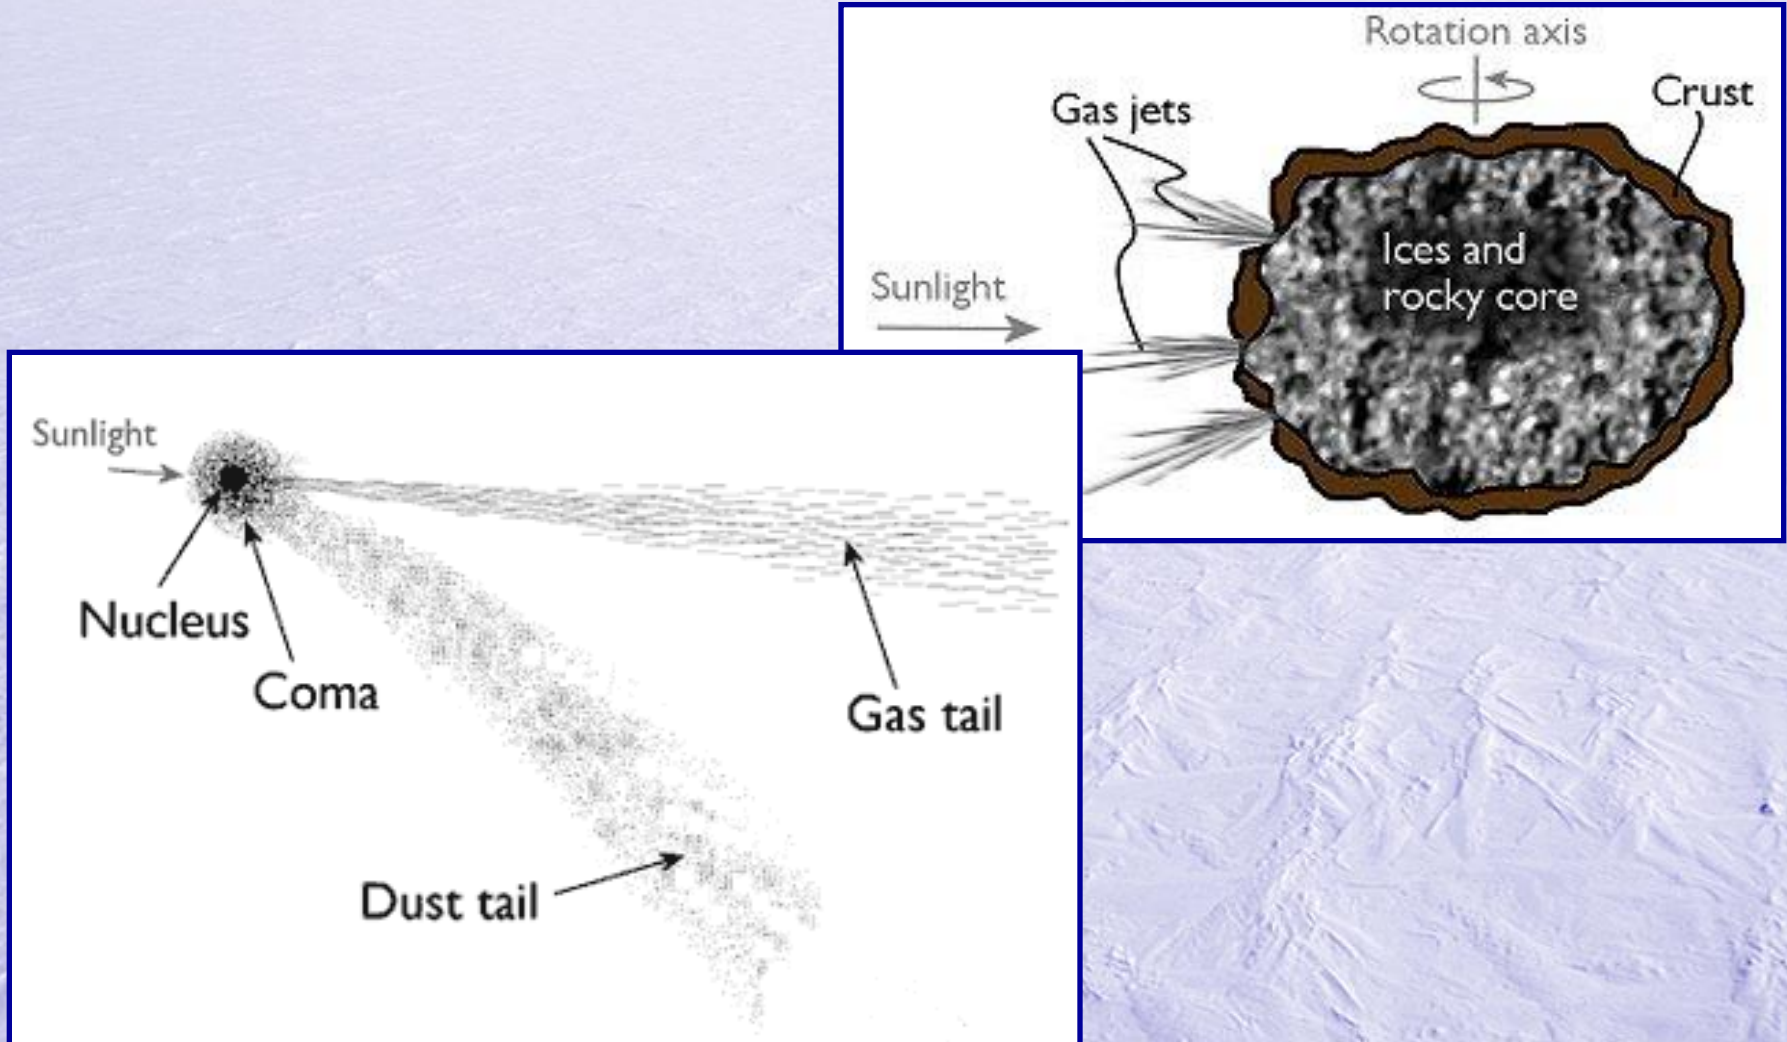 Rotation axis
Crust
Gas jets
Ices and
rocky core
Sunlight
Sunlight
Nucleus
Coma
Gas tail
Dust tail